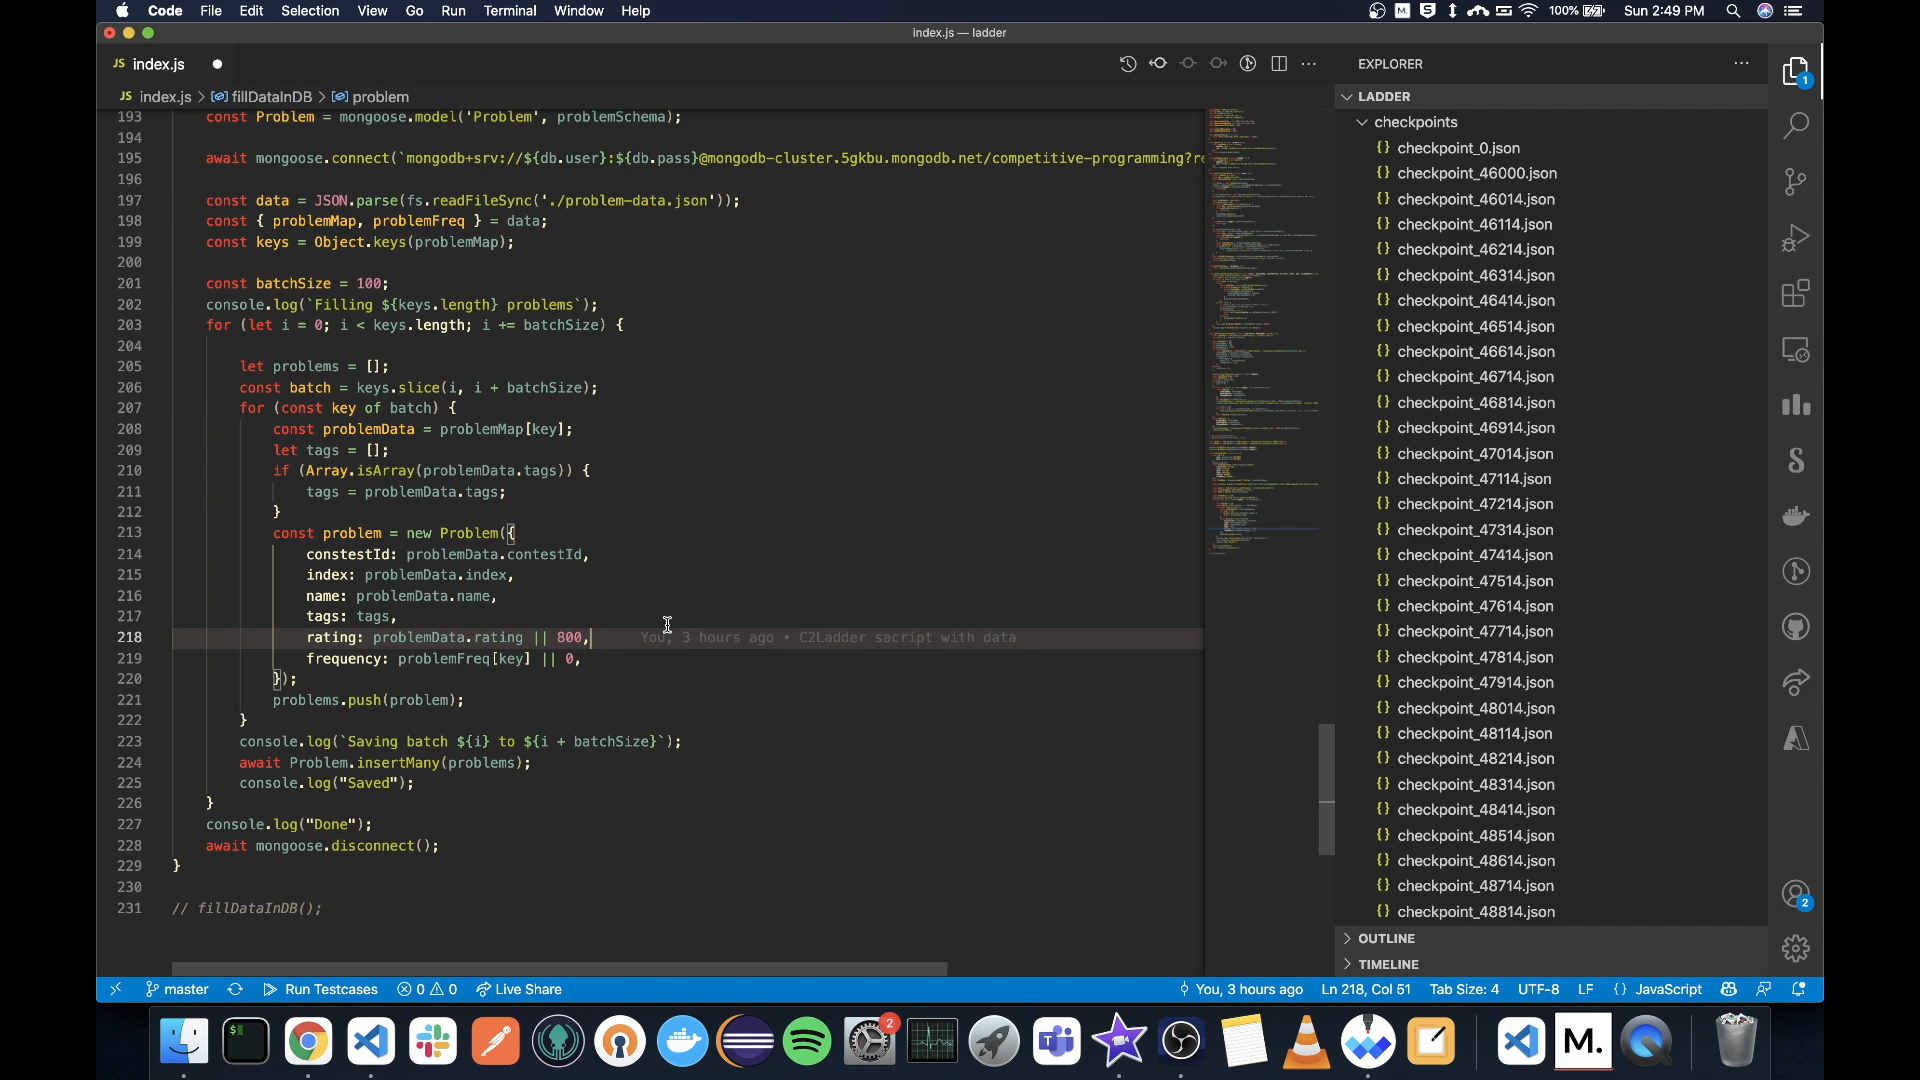 Code File Edit Selection View Go Run Terminal Window Help 100% Sun 2:49 PM
index.js — ladder
JS index.js
JS index.js > fillDataInDB > problem
193 const Problem = mongoose.model('Problem', problemSchema);
194
195 await mongoose.connect(`mongodb+srv://${db.user}:${db.pass}@mongodb-cluster.5gkbu.mongodb.net/competitive-programming?re
196
197 const data = JSON.parse(fs.readFileSync('./problem-data.json'));
198 const { problemMap, problemFreq } = data;
199 const keys = Object.keys(problemMap);
200
201 const batchSize = 100;
202 console.log(`Filling ${keys.length} problems`);
203 for (let i = 0; i < keys.length; i += batchSize) {
204
205 let problems = [];
206 const batch = keys.slice(i, i + batchSize);
207 for (const key of batch) {
208 const problemData = problemMap[key];
209 let tags = [];
210 if (Array.isArray(problemData.tags)) {
211 tags = problemData.tags;
212 }
213 const problem = new Problem({
214 constestId: problemData.contestId,
215 index: problemData.index,
216 name: problemData.name,
217 tags: tags,
218 rating: problemData.rating || 800, You, 3 hours ago • C2Ladder sacript with data
219 frequency: problemFreq[key] || 0,
220 });
221 problems.push(problem);
222 }
223 console.log(`Saving batch ${i} to ${i + batchSize}`);
224 await Problem.insertMany(problems);
225 console.log("Saved");
226 }
227 console.log("Done");
228 await mongoose.disconnect();
229 }
230
231 // fillDataInDB();
EXPLORER
LADDER
checkpoints
{} checkpoint_0.json
{} checkpoint_46000.json
{} checkpoint_46014.json
{} checkpoint_46114.json
{} checkpoint_46214.json
{} checkpoint_46314.json
{} checkpoint_46414.json
{} checkpoint_46514.json
{} checkpoint_46614.json
{} checkpoint_46714.json
{} checkpoint_46814.json
{} checkpoint_46914.json
{} checkpoint_47014.json
{} checkpoint_47114.json
{} checkpoint_47214.json
{} checkpoint_47314.json
{} checkpoint_47414.json
{} checkpoint_47514.json
{} checkpoint_47614.json
{} checkpoint_47714.json
{} checkpoint_47814.json
{} checkpoint_47914.json
{} checkpoint_48014.json
{} checkpoint_48114.json
{} checkpoint_48214.json
{} checkpoint_48314.json
{} checkpoint_48414.json
{} checkpoint_48514.json
{} checkpoint_48614.json
{} checkpoint_48714.json
{} checkpoint_48814.json
OUTLINE
TIMELINE
1
2
master Run Testcases 0 0 Live Share You, 3 hours ago Ln 218, Col 51 Tab Size: 4 UTF-8 LF {} JavaScript
2
M.